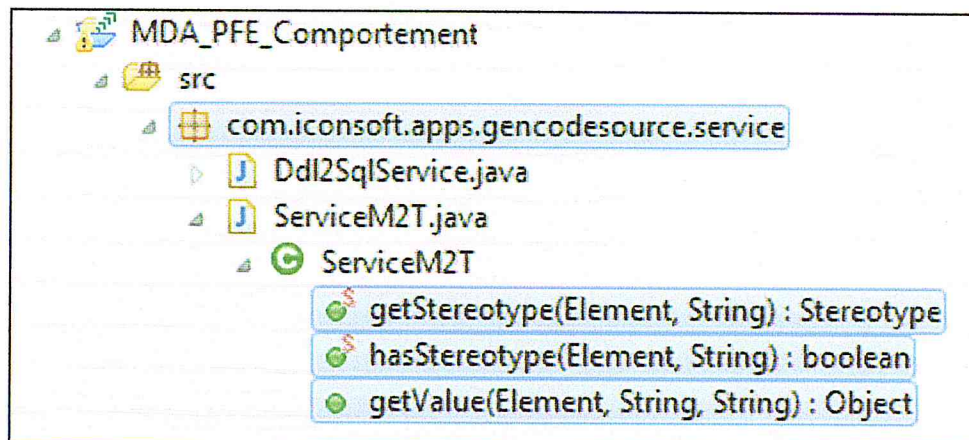 MDA_PFE_Comportement
src
com.iconsoft.apps.gencodesource.service
Ddl2SqlService.java
ServiceM2T.java
ServiceM2T
getStereotype(Element, String) : Stereotype
hasStereotype(Element, String) : boolean
getValue(Element, String, String) : Object